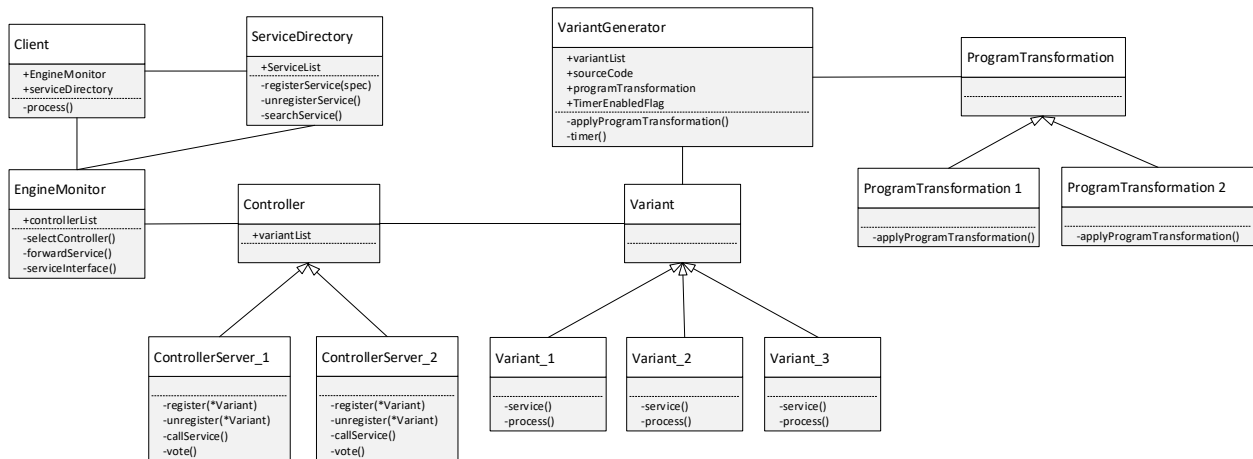 Client
+EngineMonitor
+serviceDirectory
-process()
ServiceDirectory
+ServiceList
-registerService(spec)
-unregisterService()
-searchService()
VariantGenerator
+variantList
+sourceCode
+programTransformation
+TimerEnabledFlag
-applyProgramTransformation()
-timer()
ProgramTransformation
ProgramTransformation 1
-applyProgramTransformation()
ProgramTransformation 2
-applyProgramTransformation()
EngineMonitor
+controllerList
-selectController()
-forwardService()
-serviceInterface()
Controller
+variantList
Variant
ControllerServer_1
-register(*Variant)
-unregister(*Variant)
-callService()
-vote()
ControllerServer_2
-register(*Variant)
-unregister(*Variant)
-callService()
-vote()
Variant_1
-service()
-process()
Variant_2
-service()
-process()
Variant_3
-service()
-process()